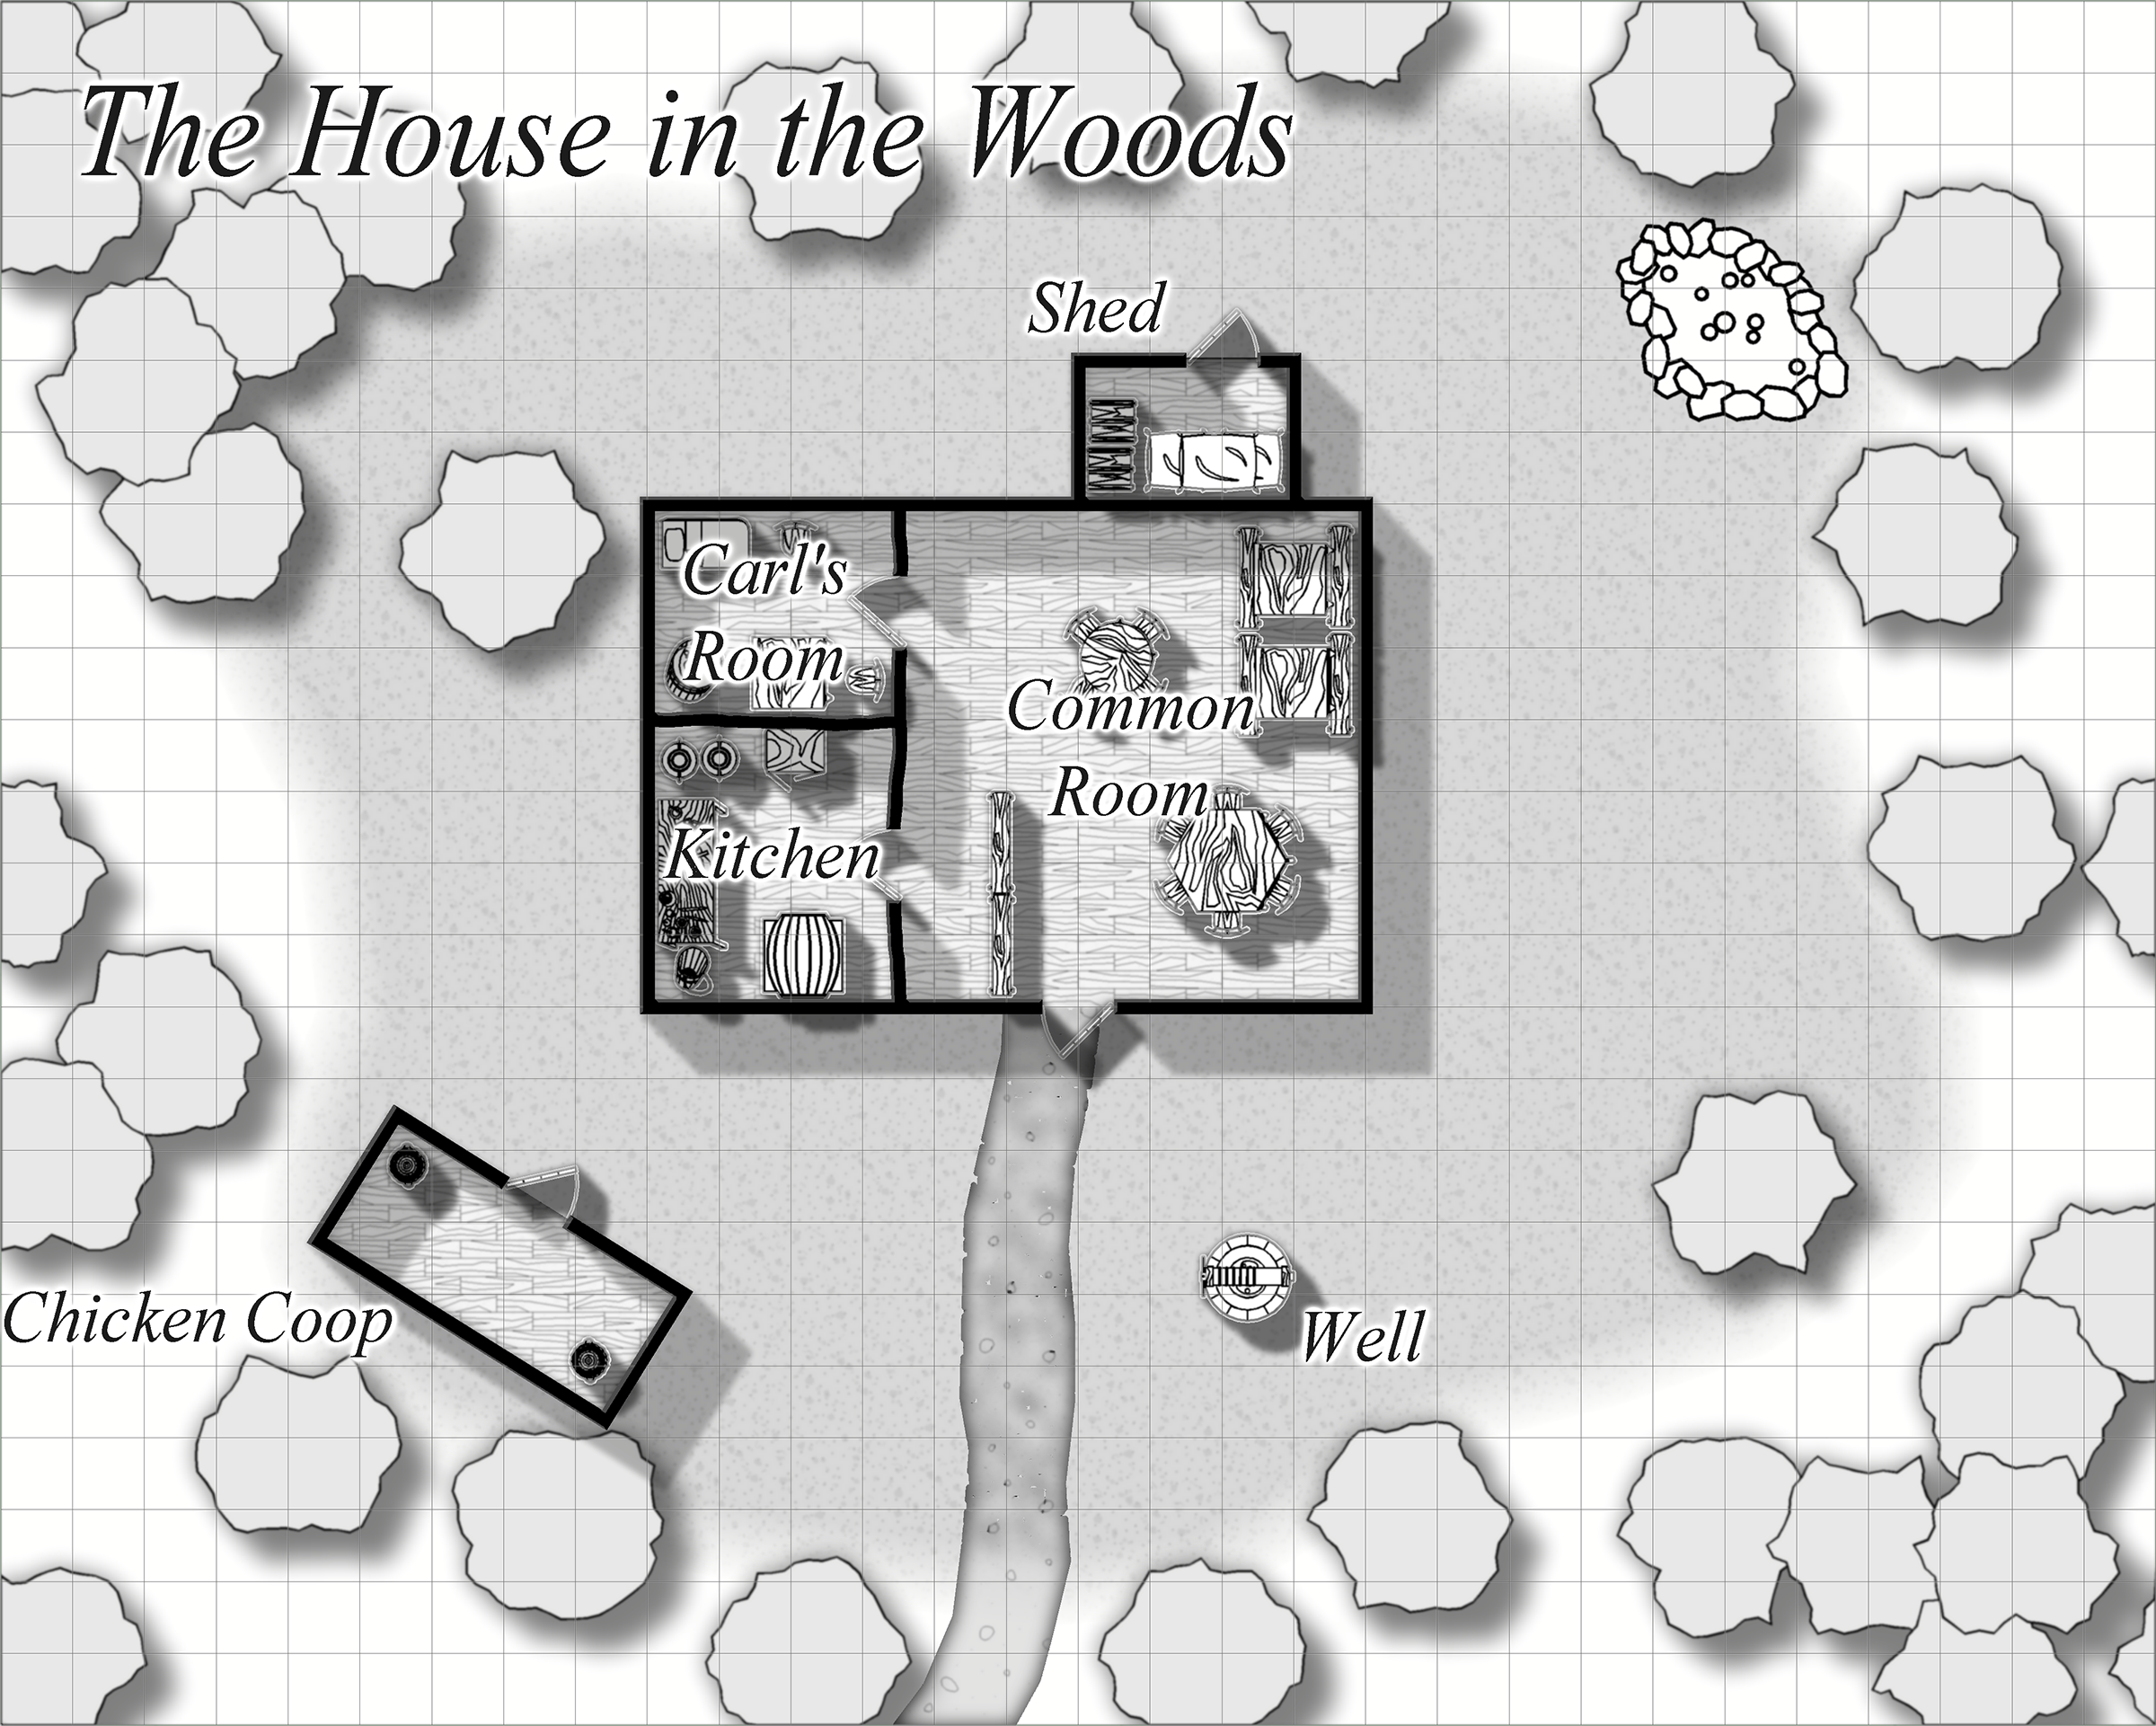 The House in the Woods
Shed
Carl's
Room
Common
Room
Kitchen
Chicken Coop
Well